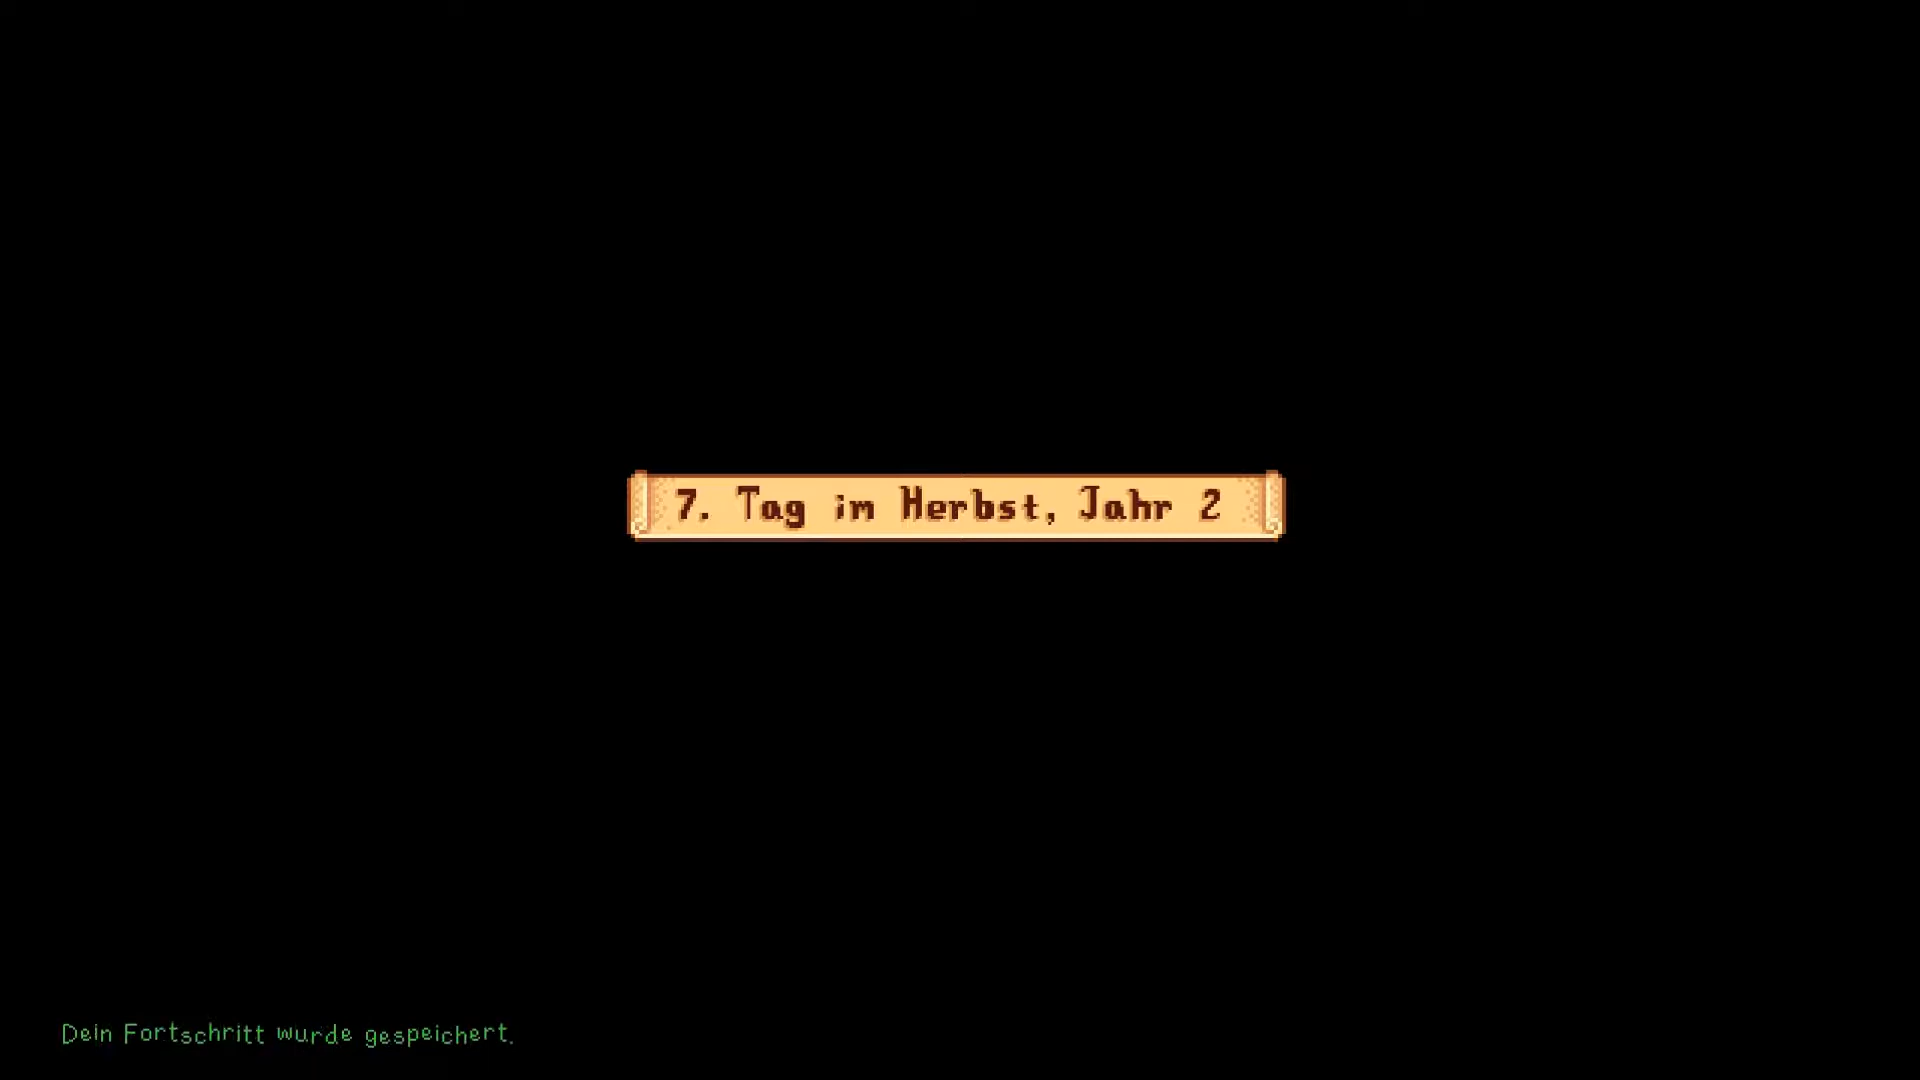 7. Tag im Herbst, Jahr 2
Dein Fortschritt wurde gespeichert.